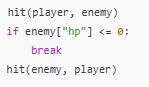 hit(player, enemy)
if enemy["hp"] <= 0:
    break
hit(enemy, player)